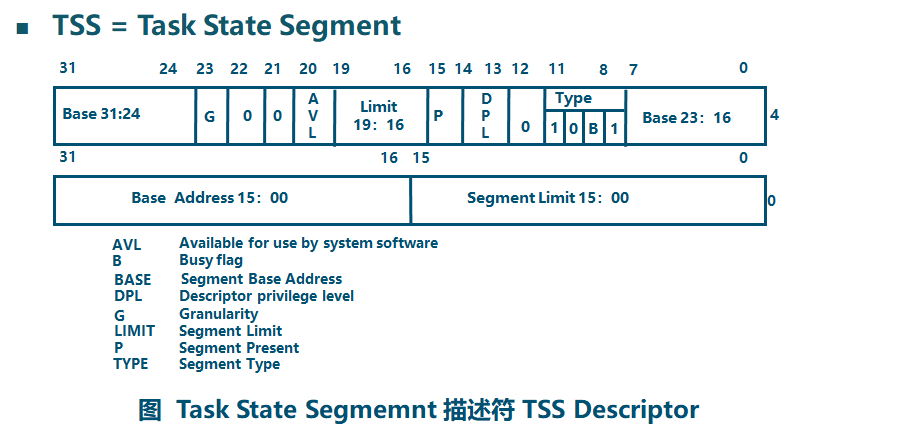 ▪ TSS = Task State Segment
31 24 23 22 21 20 19 16 15 14 13 12 11 8 7 0
Base 31:24 G 0 0 AVL Limit 19：16 P DPL 0 Type 1 0 B 1 Base 23：16 4
31 16 15 0
Base Address 15：00 Segment Limit 15：00 0
AVL Available for use by system software
B Busy flag
BASE Segment Base Address
DPL Descriptor privilege level
G Granularity
LIMIT Segment Limit
P Segment Present
TYPE Segment Type
图 Task State Segmemnt 描述符 TSS Descriptor